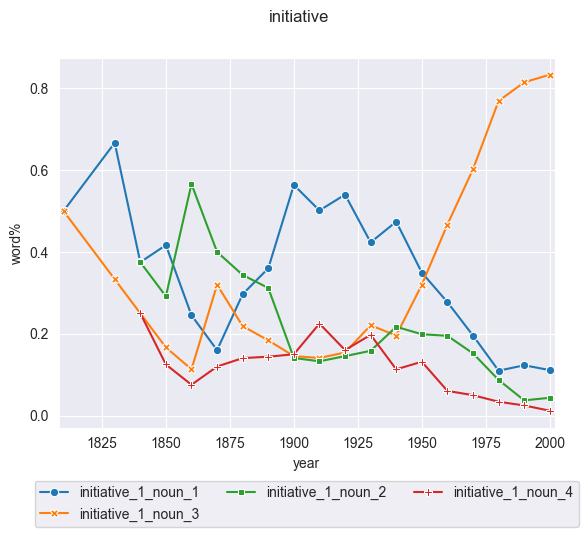 initiative
0.8
0.6
0.4
0.2
0.0
word%
1825 1850 1875 1900 1925 1950 1975 2000
year
initiative_1_noun_1 initiative_1_noun_2 initiative_1_noun_4
initiative_1_noun_3